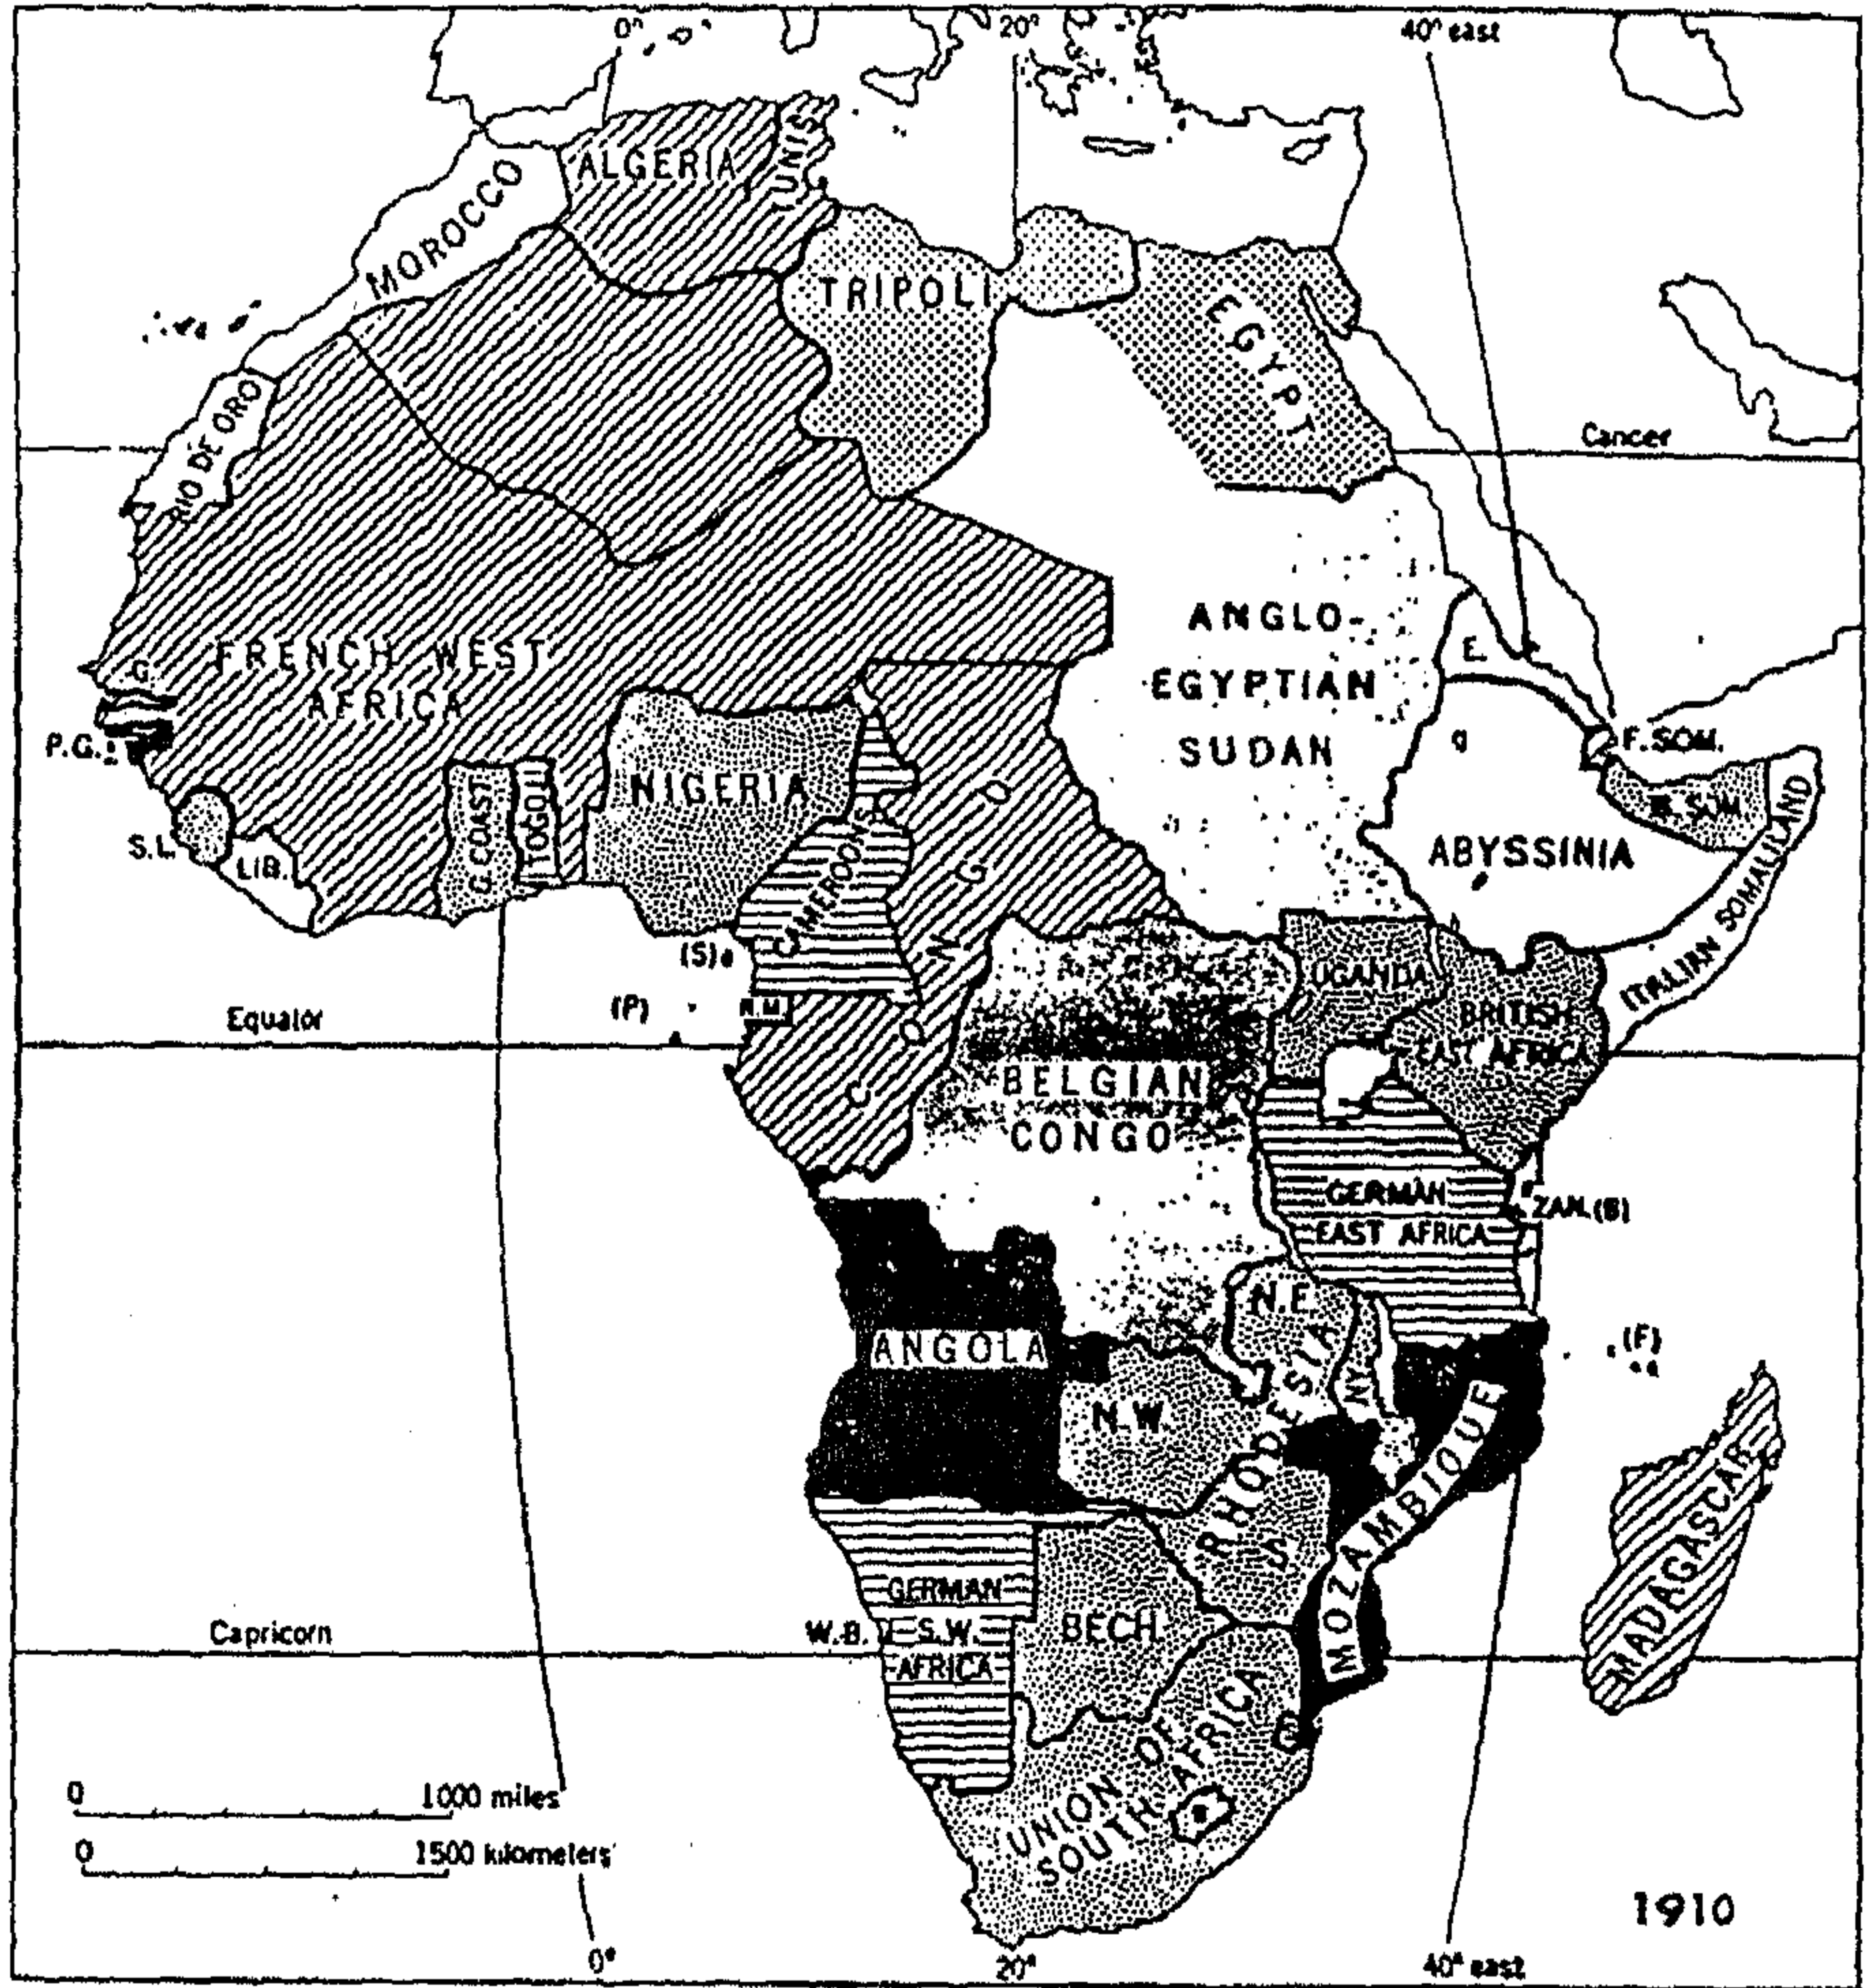 0°
20°
40° east
ALGERIA
TUNIS
MOROCCO
TRIPOLI
EGYPT
RIO DE ORO
Cancer
ANGLO-
EGYPTIAN
SUDAN
E.
FRENCH WEST
AFRICA
G.
P.G.
F. SOM.
B. SOM.
NIGERIA
G. COAST
TOGO
CAMEROONS
S.L.
LIB.
ABYSSINIA
ITALIAN SOMALILAND
(S)
(P)
R.M.
CONGO
UGANDA
BRITISH
EAST AFRICA
Equator
BELGIAN
CONGO
GERMAN
EAST AFRICA
ZAN. (B)
ANGOLA
N.E.
N.W.
RHODESIA
S.
NY.
(F)
MOZAMBIQUE
MADAGASCAR
GERMAN
S.W.
AFRICA
W.B.
BECH.
Capricorn
UNION OF
SOUTH AFRICA
0 1000 miles
0 1500 kilometers
1910
0°
20°
40° east